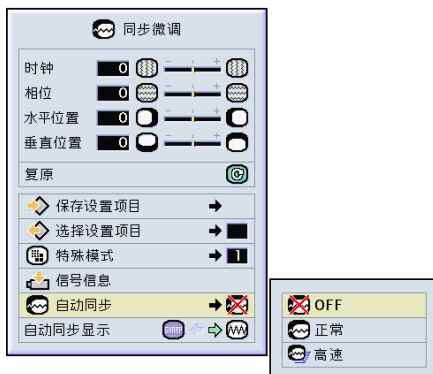 同步微调
时钟 0
相位 0
水平位置 0
垂直位置 0
复原
保存设置项目
选择设置项目
特殊模式 1
信号信息
自动同步
自动同步显示 SHARP
OFF
正常
高速